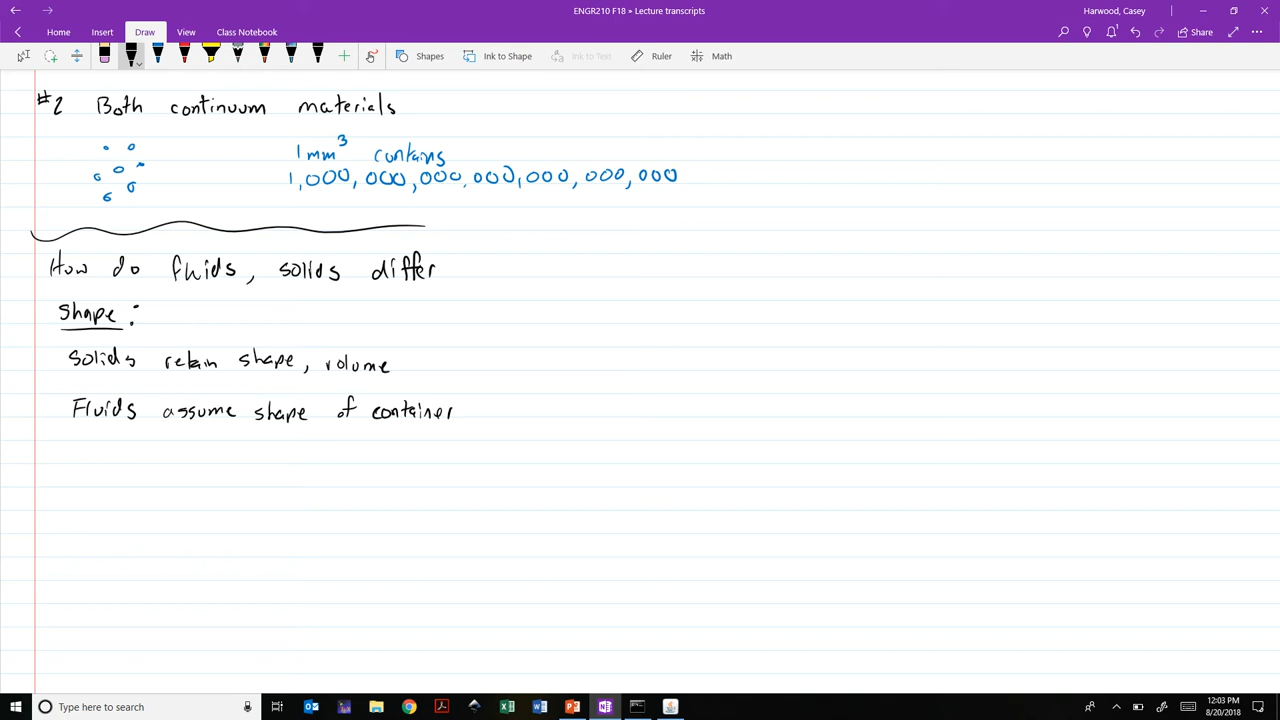 ENGR210 F18 » Lecture transcripts
Harwood, Casey
Home Insert Draw View Class Notebook
Share
Shapes Ink to Shape Ink to Text Ruler Math
#2 Both continuum materials
1mm³ contains
1,000,000,000,000,000,000,000
How do fluids, solids differ
Shape:
Solids retain shape, volume
Fluids assume shape of container
Type here to search
12:03 PM
8/20/2018